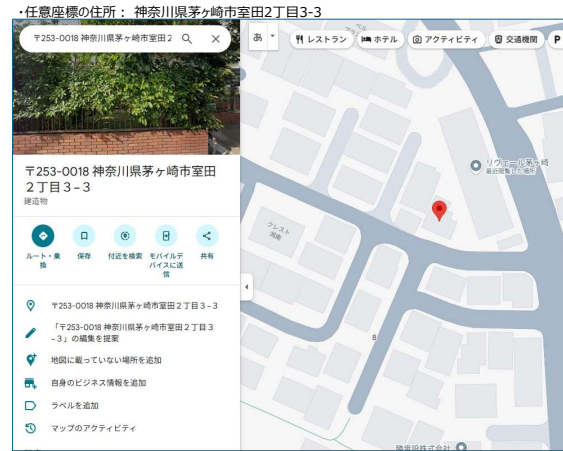 ・任意座標の住所： 神奈川県茅ヶ崎市室田2丁目3-3
〒253-0018 神奈川県茅ヶ崎市室田2
あ
レストラン
ホテル
アクティビティ
交通機関
P
〒253-0018 神奈川県茅ヶ崎市室田
２丁目３−３
建造物
ルート・乗
換
保存
付近を検索
モバイルデ
バイスに送
信
共有
〒253-0018 神奈川県茅ヶ崎市室田２丁目３−３
「〒253-0018 神奈川県茅ヶ崎市室田２丁目３
−３」の編集を提案
地図に載っていない場所を追加
自身のビジネス情報を追加
ラベルを追加
マップのアクティビティ
リヴェール茅ヶ崎
最近閲覧した場所
クレスト
湘南
8